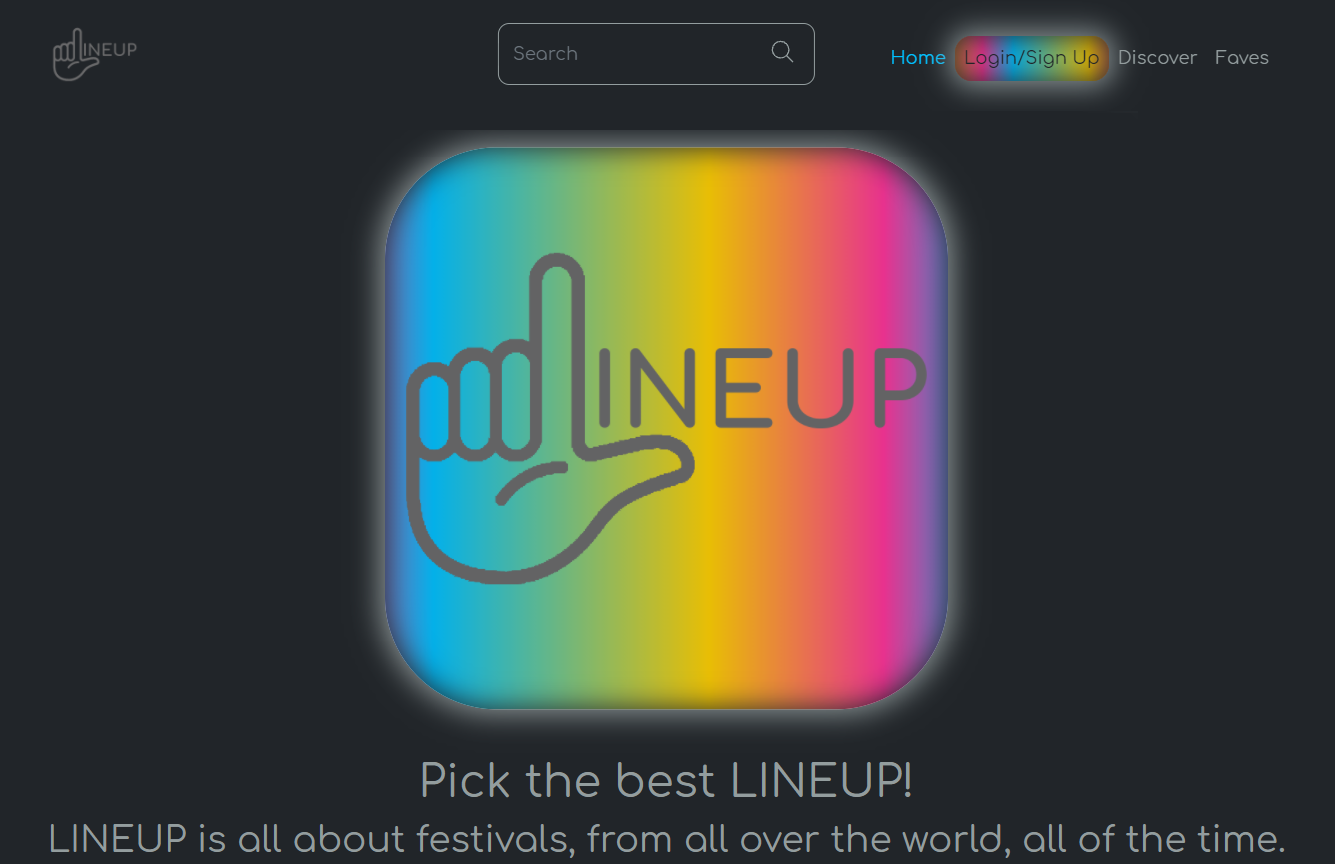 LINEUP
Search
Home Login/Sign Up Discover Faves
LINEUP
Pick the best LINEUP!
LINEUP is all about festivals, from all over the world, all of the time.